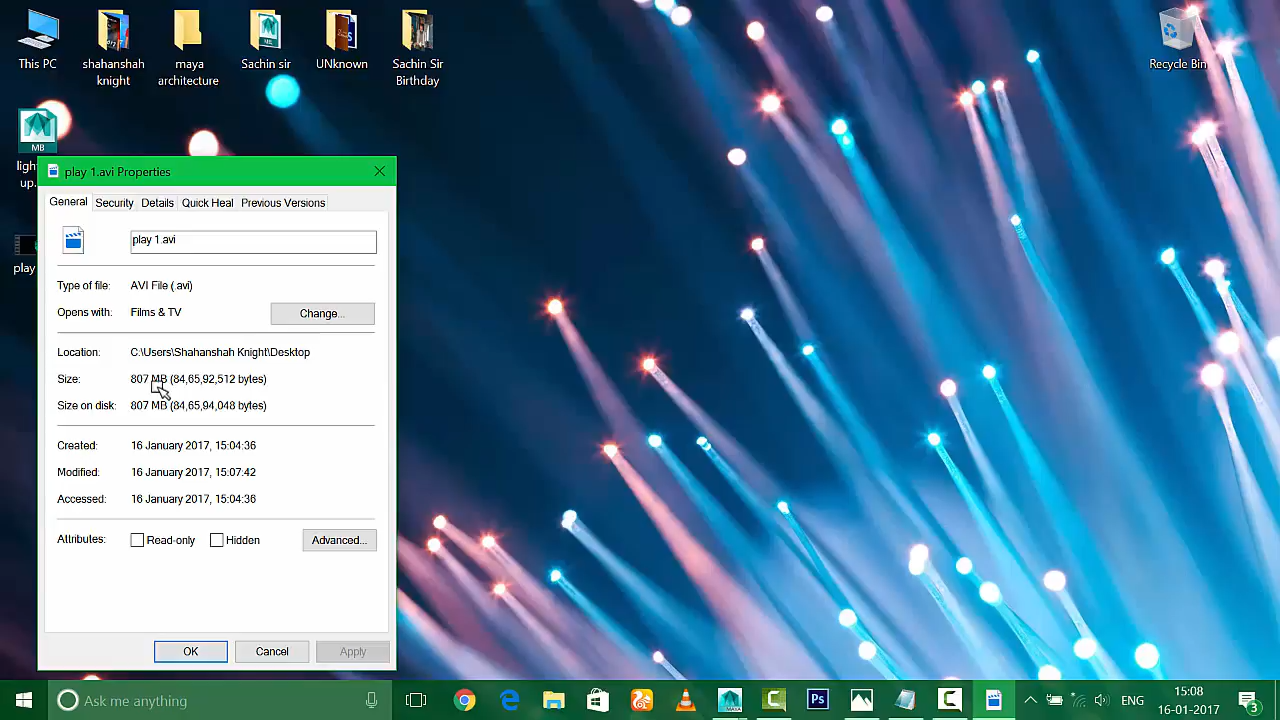 This PC
shahanshah
knight
maya
architecture
Sachin sir
UNknown
Sachin Sir
Birthday
Recycle Bin
MB
play 1.avi Properties
General Security Details Quick Heal Previous Versions
play 1.avi
play
Type of file: AVI File (.avi)
Opens with: Films & TV Change...
Location: C:\Users\Shahanshah Knight\Desktop
Size: 807 MB (84,65,92,512 bytes)
Size on disk: 807 MB (84,65,94,048 bytes)
Created: 16 January 2017, 15:04:36
Modified: 16 January 2017, 15:07:42
Accessed: 16 January 2017, 15:04:36
Attributes: Read-only Hidden Advanced...
OK Cancel Apply
Ask me anything
Ps
ENG
15:08
16-01-2017
3